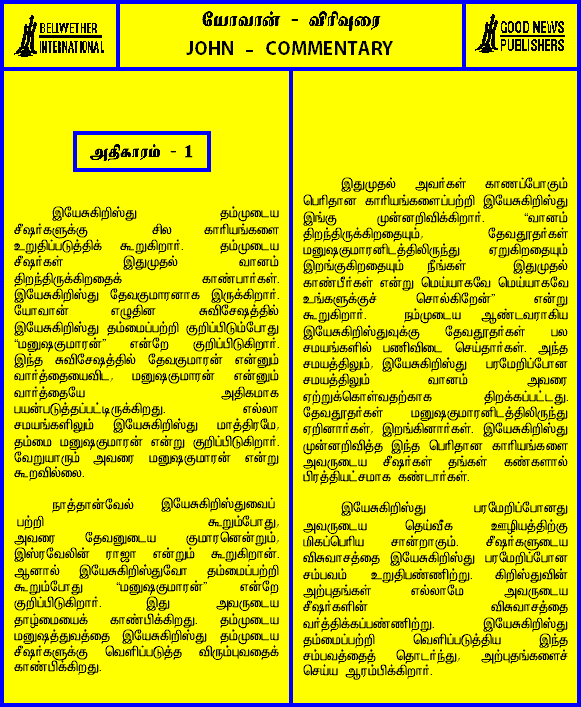 BELWETHER
INTERNATIONAL
யோவான் - விரிவுரை
JOHN - COMMENTARY
GOOD NEWS
PUBLISHERS
அதிகாரம் - 1
இயேசுகிறிஸ்து தம்முடைய
சீஷர்களுக்கு சில காரியங்களை
உறுதிப்படுத்திக் கூறுகிறார். தம்முடைய
சீஷர்கள் இதுமுதல் வானம்
திறந்திருக்கிறதைக் காண்பார்கள்.
இயேசுகிறிஸ்து தேவகுமாரனாக இருக்கிறார்.
யோவான் எழுதின சுவிசேஷத்தில்
இயேசுகிறிஸ்து தம்மைப்பற்றி குறிப்பிடும்போது
“மனுஷகுமாரன்” என்றே குறிப்பிடுகிறார்.
இந்த சுவிசேஷத்தில் தேவகுமாரன் என்னும்
வார்த்தையைவிட, மனுஷகுமாரன் என்னும்
வார்த்தையே அதிகமாக
பயன்படுத்தப்பட்டிருக்கிறது. எல்லா
சமயங்களிலும் இயேசுகிறிஸ்து மாத்திரமே,
தம்மை மனுஷகுமாரன் என்று குறிப்பிடுகிறார்.
வேறுயாரும் அவரை மனுஷகுமாரன் என்று
கூறவில்லை.
நாத்தான்வேல் இயேசுகிறிஸ்துவைப்
பற்றி கூறும்போது,
அவரை தேவனுடைய குமாரனென்றும்,
இஸ்ரவேலின் ராஜா என்றும் கூறுகிறான்.
ஆனால் இயேசுகிறிஸ்துவோ தம்மைப்பற்றி
கூறும்போது “மனுஷகுமாரன்” என்றே
குறிப்பிடுகிறார். இது அவருடைய
தாழ்மையைக் காண்பிக்கிறது. தம்முடைய
மனுஷத்துவத்தை இயேசுகிறிஸ்து தம்முடைய
சீஷர்களுக்கு வெளிப்படுத்த விரும்புவதைக்
காண்பிக்கிறது.
இதுமுதல் அவர்கள் காணப்போகும்
பெரிதான காரியங்களைப்பற்றி இயேசுகிறிஸ்து
இங்கு முன்னறிவிக்கிறார். “வானம்
திறந்திருக்கிறதையும், தேவதூதர்கள்
மனுஷகுமாரனிடத்திலிருந்து ஏறுகிறதையும்
இறங்குகிறதையும் நீங்கள் இதுமுதல்
காண்பீர்கள் என்று மெய்யாகவே மெய்யாகவே
உங்களுக்குச் சொல்கிறேன்” என்று
கூறுகிறார். நம்முடைய ஆண்டவராகிய
இயேசுகிறிஸ்துவுக்கு தேவதூதர்கள் பல
சமயங்களில் பணிவிடை செய்தார்கள். அந்த
சமயத்திலும், இயேசுகிறிஸ்து பரமேறிப்போன
சமயத்திலும் வானம் அவரை
ஏற்றுக்கொள்வதற்காக திறக்கப்பட்டது.
தேவதூதர்கள் மனுஷகுமாரனிடத்திலிருந்து
ஏறினார்கள், இறங்கினார்கள். இயேசுகிறிஸ்து
முன்னறிவித்த இந்த பெரிதான காரியங்களை
அவருடைய சீஷர்கள் தங்கள் கண்களால்
பிரத்தியட்சமாக கண்டார்கள்.
இயேசுகிறிஸ்து பரமேறிப்போனது
அவருடைய தெய்வீக ஊழியத்திற்கு
மிகப்பெரிய சான்றாகும். சீஷர்களுடைய
விசுவாசத்தை இயேசுகிறிஸ்து பரமேறிப்போன
சம்பவம் உறுதிபண்ணிற்று. கிறிஸ்துவின்
அற்புதங்கள் எல்லாமே அவருடைய
சீஷர்களின் விசுவாசத்தை
வர்த்திக்கப்பண்ணிற்று. இயேசுகிறிஸ்து
தம்மைப்பற்றி வெளிப்படுத்திய இந்த
சம்பவத்தைத் தொடர்ந்து, அற்புதங்களைச்
செய்ய ஆரம்பிக்கிறார்.